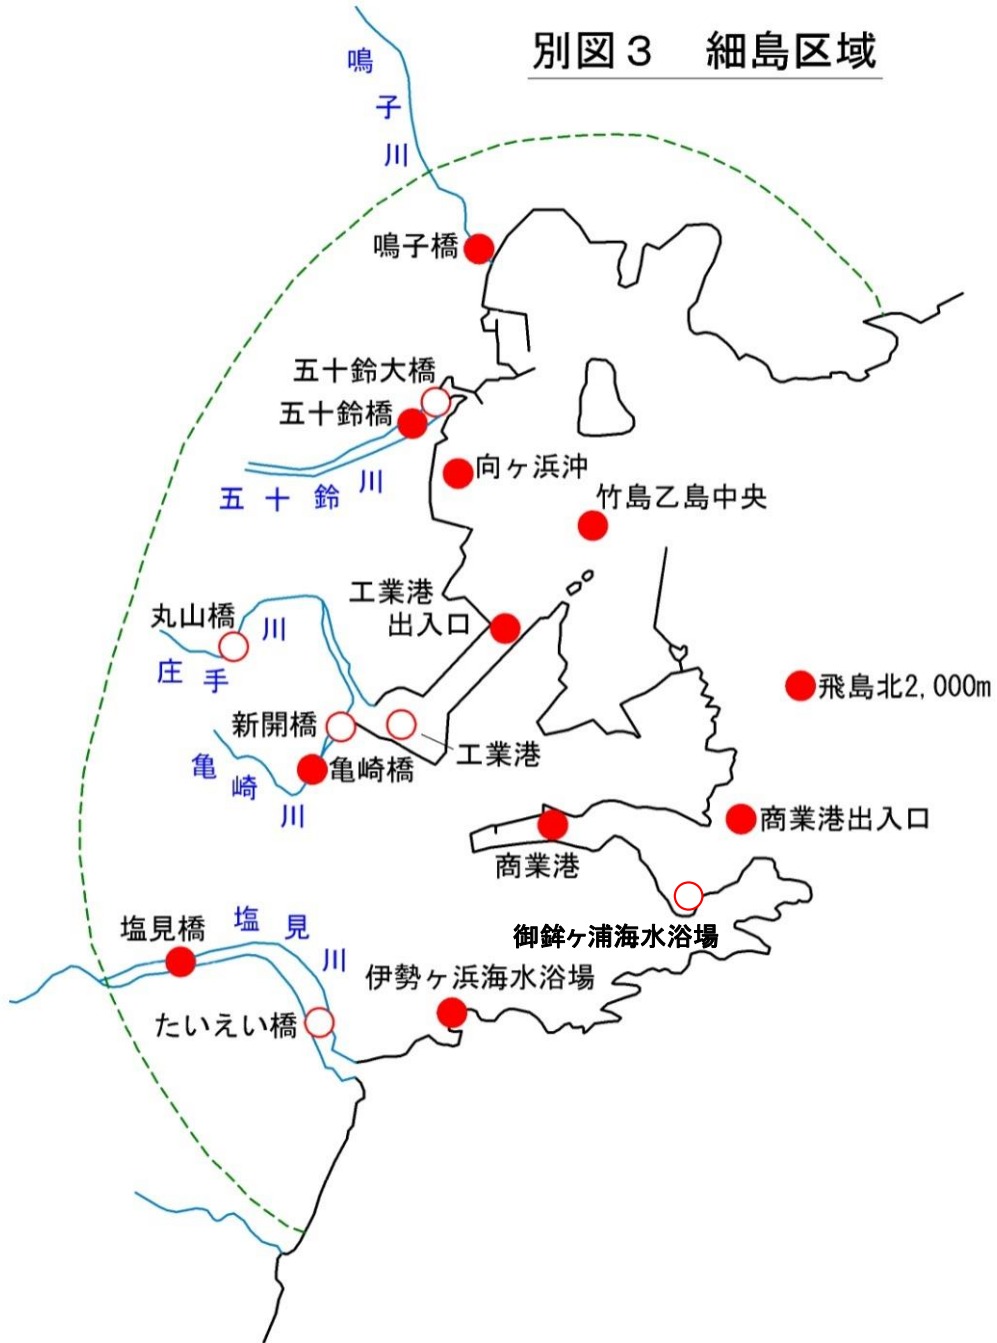 別図３　細島区域
鳴子川
鳴子橋
五十鈴大橋
五十鈴橋
五十鈴川
向ヶ浜沖
竹島乙島中央
工業港
出入口
丸山橋
庄手川
飛島北2,000m
新開橋
工業港
亀崎橋
亀崎川
商業港出入口
商業港
御鉾ヶ浦海水浴場
塩見橋
塩見川
伊勢ヶ浜海水浴場
たいえい橋